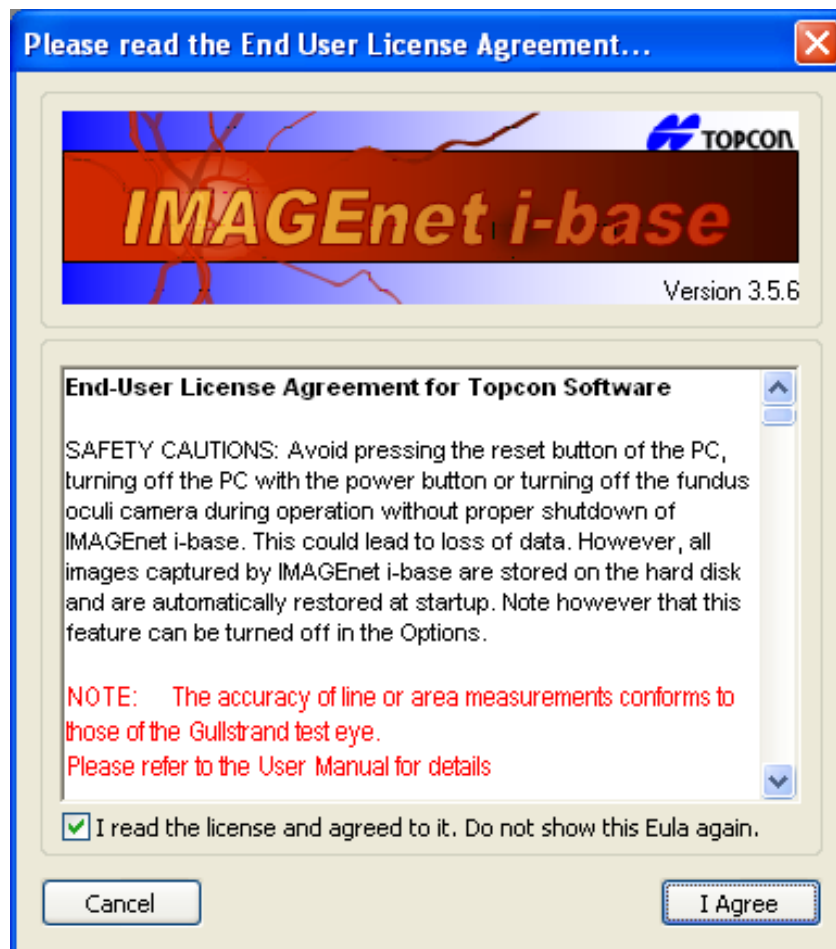 Please read the End User License Agreement...
TOPCON
IMAGEnet i-base
Version 3.5.6
End-User License Agreement for Topcon Software
SAFETY CAUTIONS: Avoid pressing the reset button of the PC,
turning off the PC with the power button or turning off the fundus
oculi camera during operation without proper shutdown of
IMAGEnet i-base. This could lead to loss of data. However, all
images captured by IMAGEnet i-base are stored on the hard disk
and are automatically restored at startup. Note however that this
feature can be turned off in the Options.
NOTE: The accuracy of line or area measurements conforms to
those of the Gullstrand test eye.
Please refer to the User Manual for details
I read the license and agreed to it. Do not show this Eula again.
Cancel
I Agree